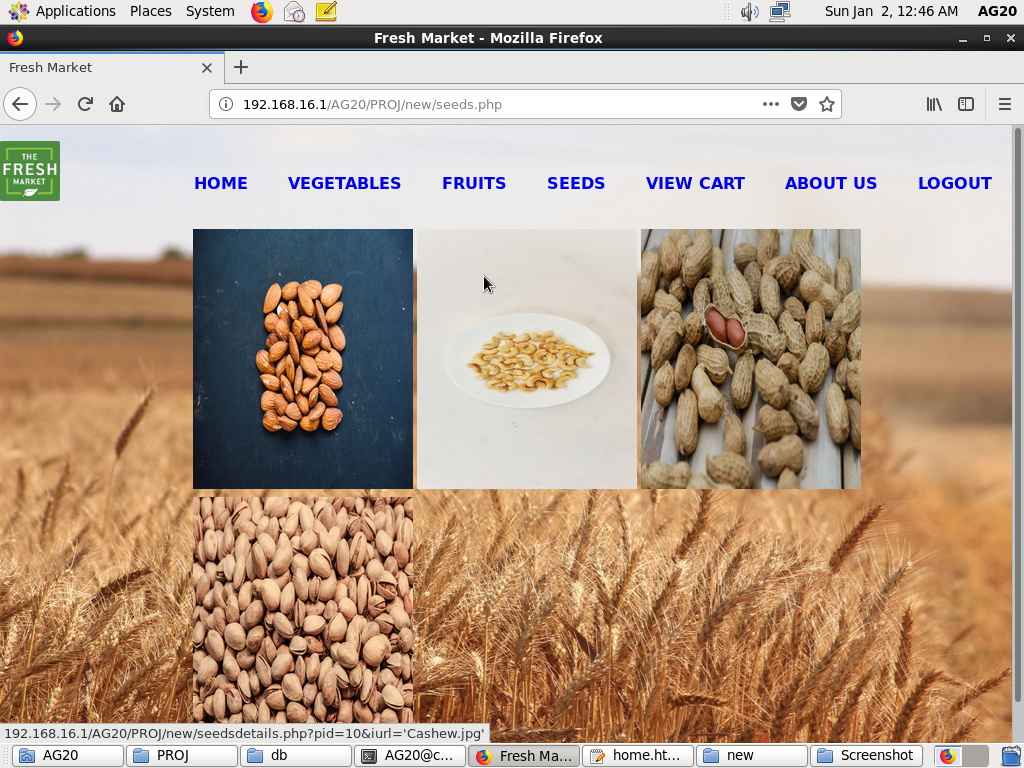 Applications Places System Sun Jan 2, 12:46 AM AG20
Fresh Market - Mozilla Firefox
Fresh Market
192.168.16.1/AG20/PROJ/new/seeds.php
THE
FRESH
MARKET
HOME VEGETABLES FRUITS SEEDS VIEW CART ABOUT US LOGOUT
192.168.16.1/AG20/PROJ/new/seedsdetails.php?pid=10&iurl='Cashew.jpg'
AG20 PROJ db AG20@c... Fresh Ma... home.ht... new Screenshot